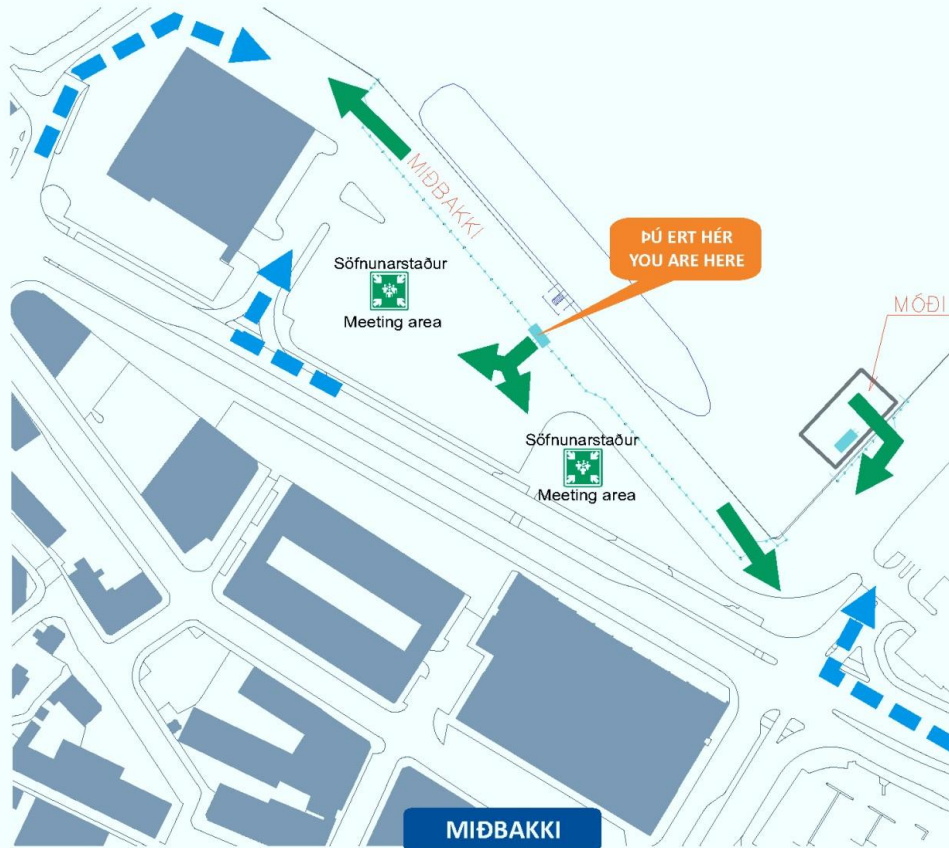 MIÐBAKKI
ÞÚ ERT HÉR
YOU ARE HERE
Söfnunarstaður
Meeting area
MÓÐI
Söfnunarstaður
Meeting area
MIÐBAKKI